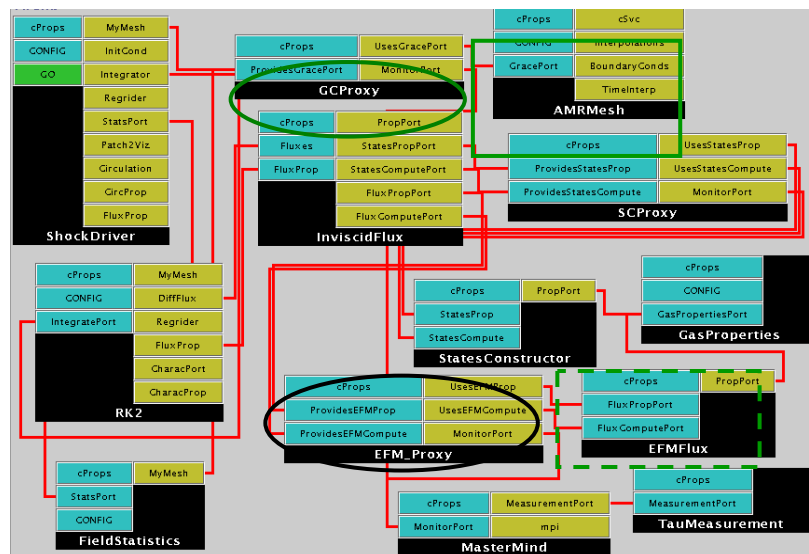 cProps MyMesh
CONFIG InitCond
GO Integrator
Regrider
StatsPort
Patch2Viz
Circulation
CircProp
FluxProp
ShockDriver
cProps UsesGracePort
ProvidesGracePort MonitorPort
GCProxy
cProps cSvc
CONFIG Interpolations
GracePort BoundaryConds
TimeInterp
AMRMesh
cProps PropPort
Fluxes StatesPropPort
FluxProp StatesComputePort
FluxPropPort
FluxComputePort
InviscidFlux
cProps UsesStatesProp
ProvidesStatesProp UsesStatesCompute
ProvidesStatesCompute MonitorPort
SCProxy
cProps MyMesh
CONFIG DiffFlux
IntegratePort Regrider
FluxProp
CharacPort
CharacProp
RK2
cProps PropPort
StatesProp
StatesCompute
StatesConstructor
cProps
CONFIG
GasPropertiesPort
GasProperties
cProps UsesEFMProp
ProvidesEFMProp UsesEFMCompute
ProvidesEFMCompute MonitorPort
EFM_Proxy
cProps PropPort
FluxPropPort
FluxComputePort
EFMFlux
cProps MyMesh
StatsPort
CONFIG
FieldStatistics
cProps MeasurementPort
MonitorPort mpi
MasterMind
cProps
MeasurementPort
TauMeasurement